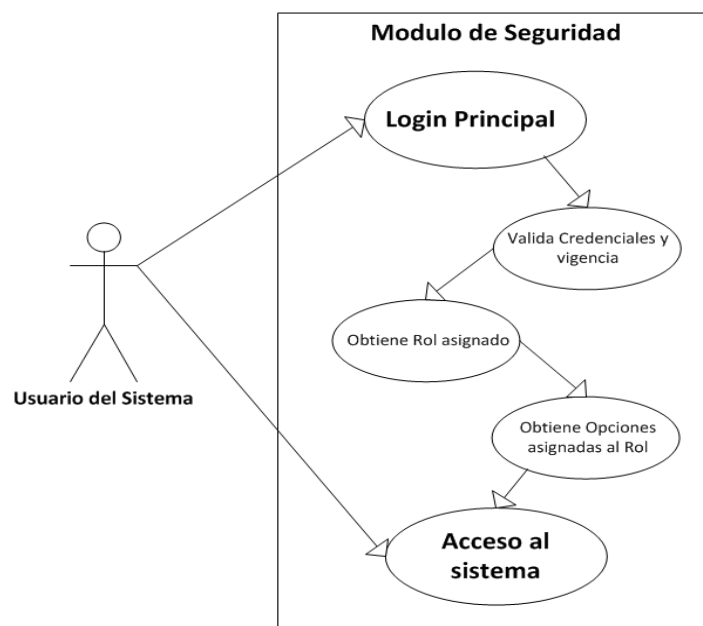 Modulo de Seguridad
Login Principal
Valida Credenciales y
vigencia
Obtiene Rol asignado
Usuario del Sistema
Obtiene Opciones
asignadas al Rol
Acceso al
sistema